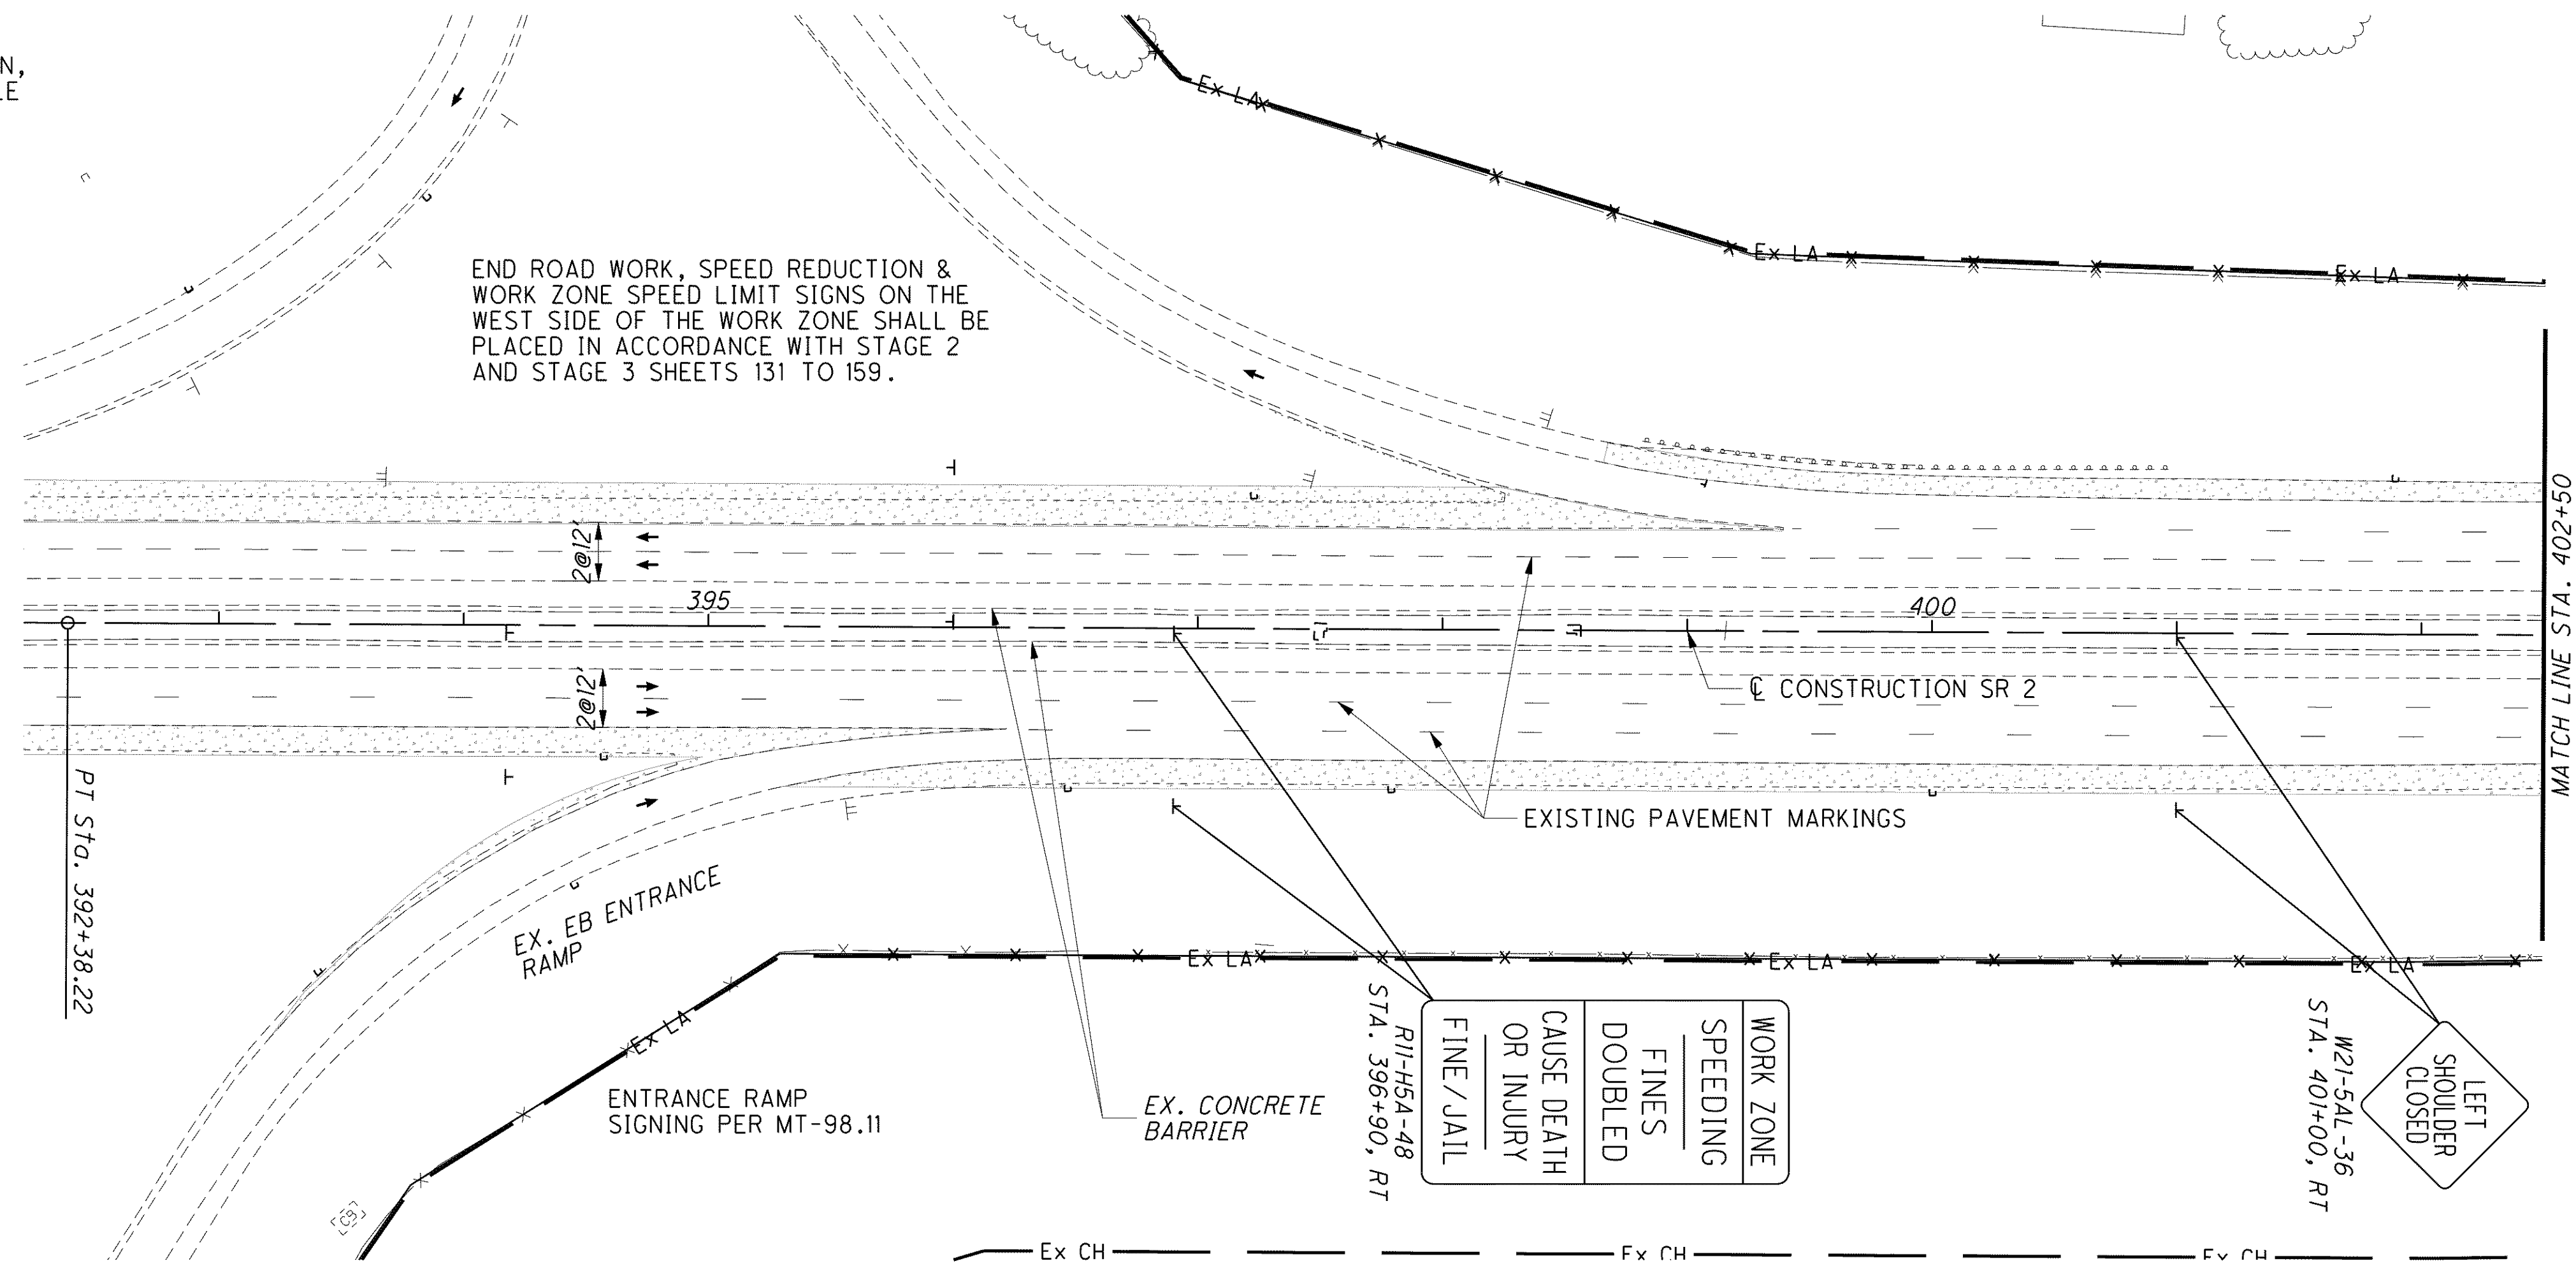 N,
LE
END ROAD WORK, SPEED REDUCTION &
WORK ZONE SPEED LIMIT SIGNS ON THE
WEST SIDE OF THE WORK ZONE SHALL BE
PLACED IN ACCORDANCE WITH STAGE 2
AND STAGE 3 SHEETS 131 TO 159.
Ex LA
Ex LA
Ex LA
2@12'
395
400
2@12'
℄ CONSTRUCTION SR 2
EXISTING PAVEMENT MARKINGS
MATCH LINE STA. 402+50
PT Sta. 392+38.22
EX. EB ENTRANCE
RAMP
Ex LA
Ex LA
Ex LA
Ex LA
ENTRANCE RAMP
SIGNING PER MT-98.11
EX. CONCRETE
BARRIER
R11-H5A-48
STA. 396+90, RT
WORK ZONE
SPEEDING
FINES
DOUBLED
CAUSE DEATH
OR INJURY
FINE/JAIL
W21-5AL-36
STA. 401+00, RT
LEFT
SHOULDER
CLOSED
CB
Ex CH
Ex CH
Ex CH